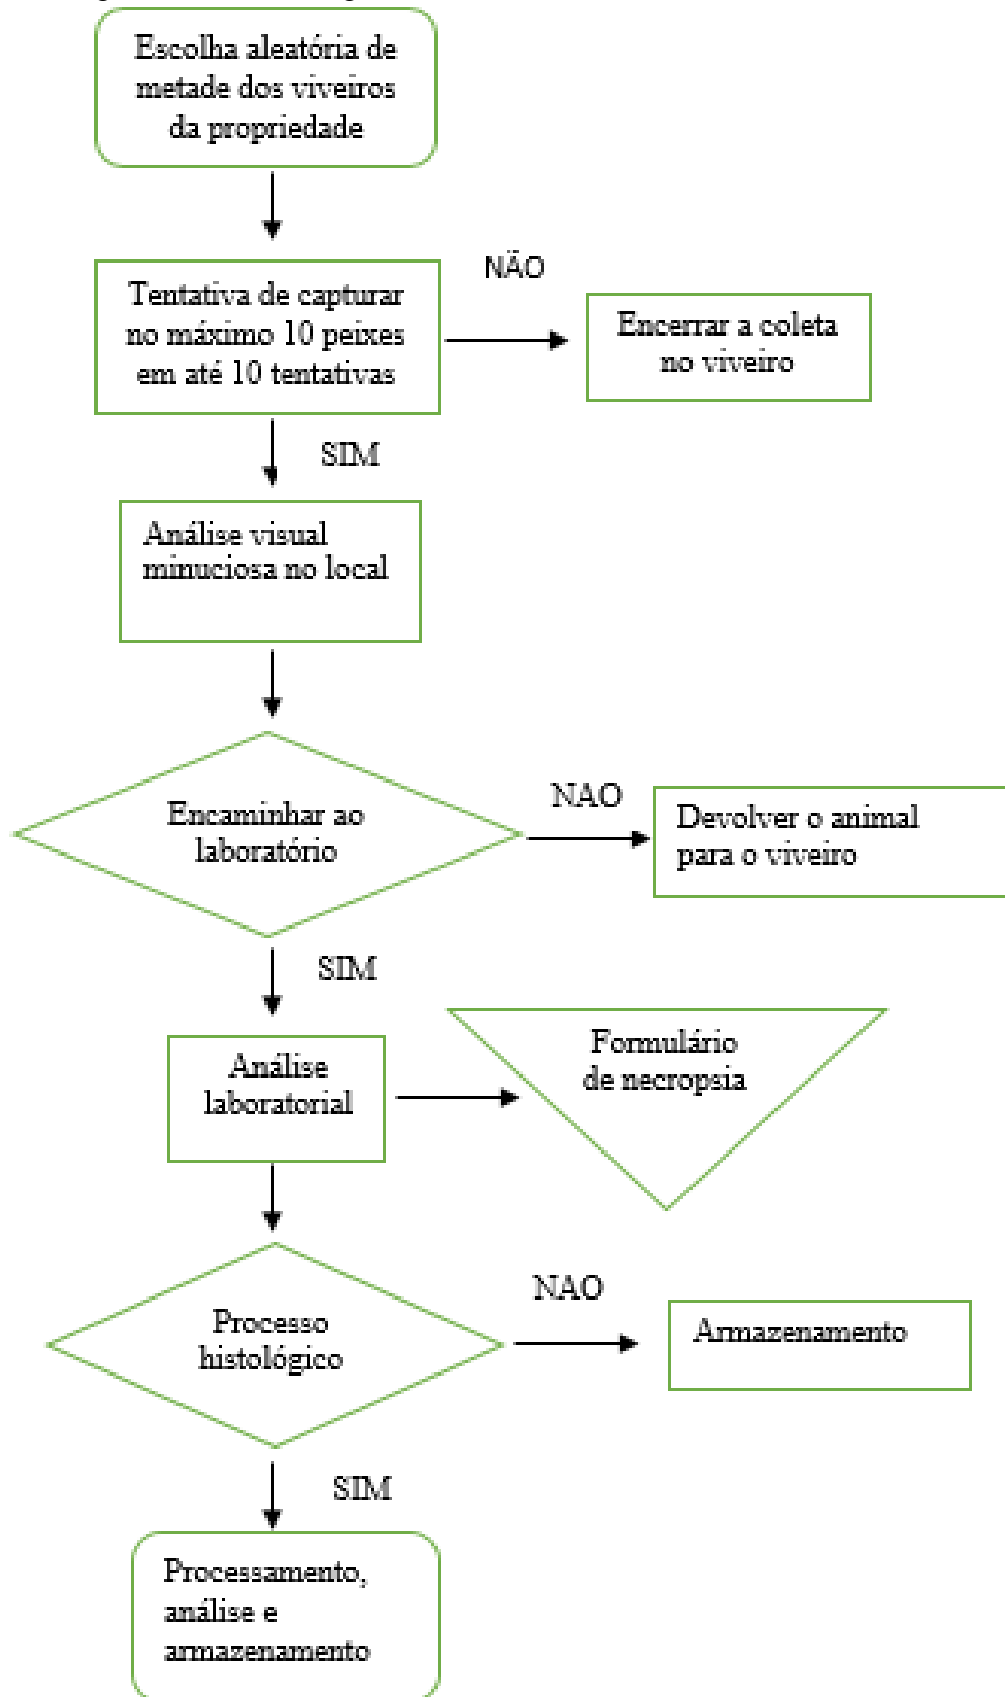 Escolha aleatória de
metade dos viveiros
da propriedade
Tentativa de capturar
no máximo 10 peixes
em até 10 tentativas
NÃO
Encerrar a coleta
no viveiro
SIM
Análise visual
minuciosa no local
Encaminhar ao
laboratório
NAO
Devolver o animal
para o viveiro
SIM
Análise
laboratorial
Formulário
de necropsia
Processo
histológico
NAO
Armazenamento
SIM
Processamento,
análise e
armazenamento